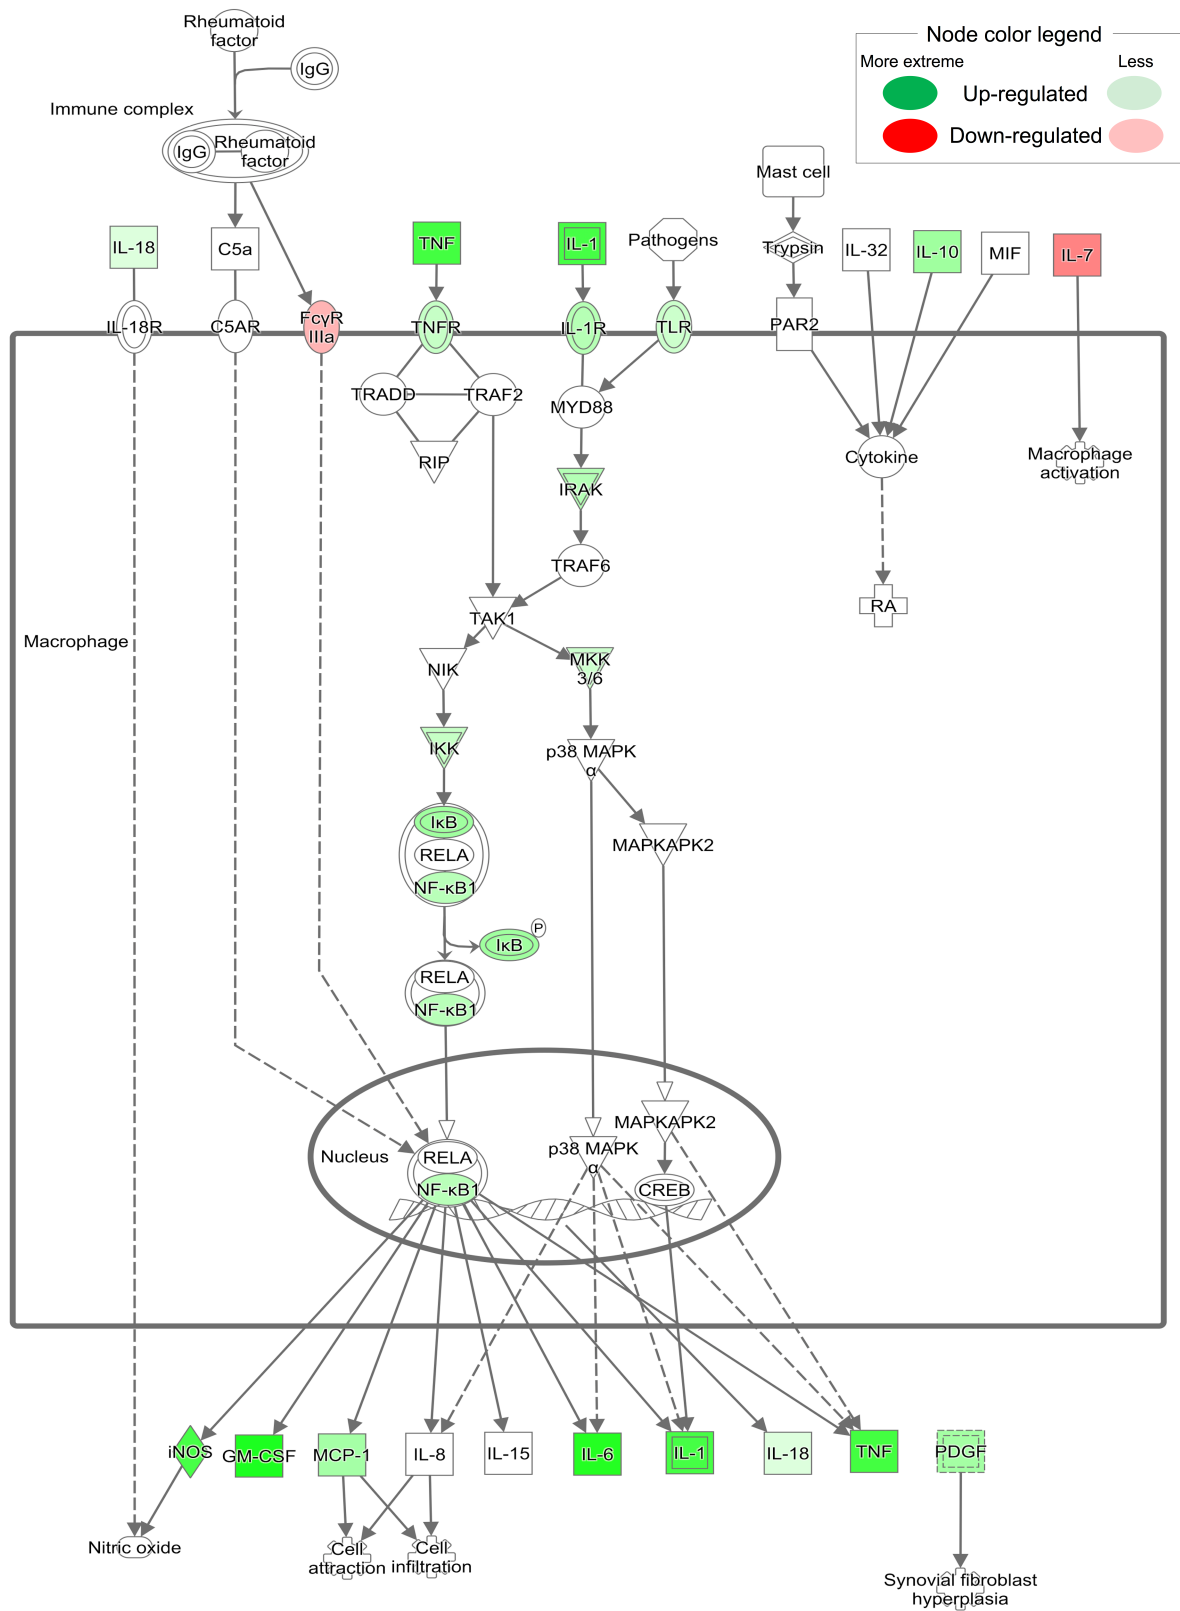 Rheumatoid
factor
IgG
Immune complex
IgG
Rheumatoid
factor
Node color legend
More extreme
Less
Up-regulated
Down-regulated
Mast cell
IL-18
C5a
TNF
IL-1
Pathogens
Trypsin
IL-32
IL-10
MIF
IL-7
IL-18R
C5AR
FcγR
IIIa
TNFR
IL-1R
TLR
PAR2
TRADD
TRAF2
MYD88
RIP
Cytokine
Macrophage
activation
IRAK
TRAF6
TAK1
RA
Macrophage
NIK
MKK
3/6
IKK
p38 MAPK
α
IκB
RELA
NF-κB1
MAPKAPK2
P
IκB
RELA
NF-κB1
MAPKAPK2
Nucleus
RELA
NF-κB1
p38 MAPK
α
CREB
iNOS
GM-CSF
MCP-1
IL-8
IL-15
IL-6
IL-1
IL-18
TNF
PDGF
Nitric oxide
Cell
attraction
Cell
infiltration
Synovial fibroblast
hyperplasia